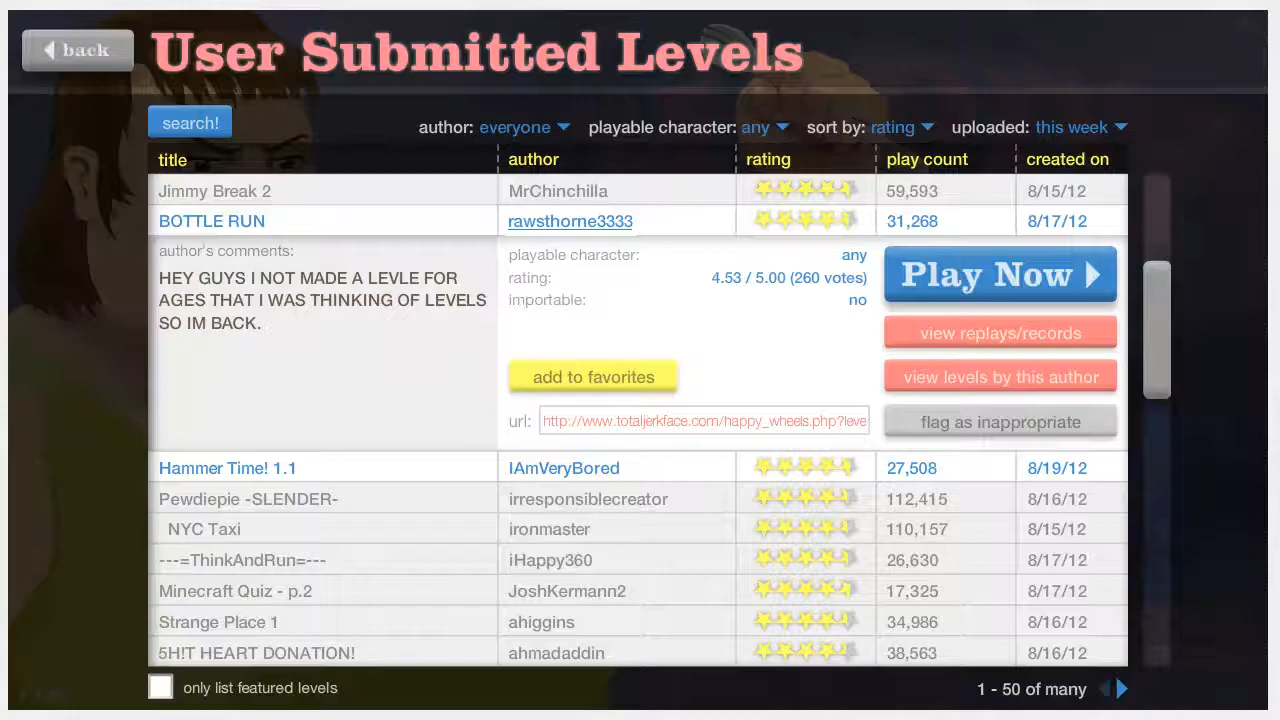 back
User Submitted Levels
search!
author: everyone playable character: any sort by: rating uploaded: this week
title author rating play count created on
Jimmy Break 2 MrChinchilla 59,593 8/15/12
BOTTLE RUN rawsthorne3333 31,268 8/17/12
author's comments:
HEY GUYS I NOT MADE A LEVLE FOR
AGES THAT I WAS THINKING OF LEVELS
SO IM BACK.
playable character: any
rating: 4.53 / 5.00 (260 votes)
importable: no
add to favorites
url: http://www.totaljerkface.com/happy_wheels.php?leve
Play Now
view replays/records
view levels by this author
flag as inappropriate
Hammer Time! 1.1 IAmVeryBored 27,508 8/19/12
Pewdiepie -SLENDER- irresponsiblecreator 112,415 8/16/12
NYC Taxi ironmaster 110,157 8/15/12
---=ThinkAndRun=--- iHappy360 26,630 8/17/12
Minecraft Quiz - p.2 JoshKermann2 17,325 8/17/12
Strange Place 1 ahiggins 34,986 8/16/12
5H!T HEART DONATION! ahmadaddin 38,563 8/16/12
only list featured levels 1 - 50 of many